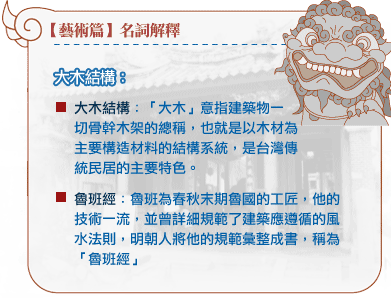 【藝術篇】名詞解釋
大木結構：
大木結構：「大木」意指建築物一
切骨幹木架的總稱，也就是以木材為
主要構造材料的結構系統，是台灣傳
統民居的主要特色。
魯班經：魯班為春秋末期魯國的工匠，他的
技術一流，並曾詳細規範了建築應遵循的風
水法則，明朝人將他的規範彙整成書，稱為
「魯班經」